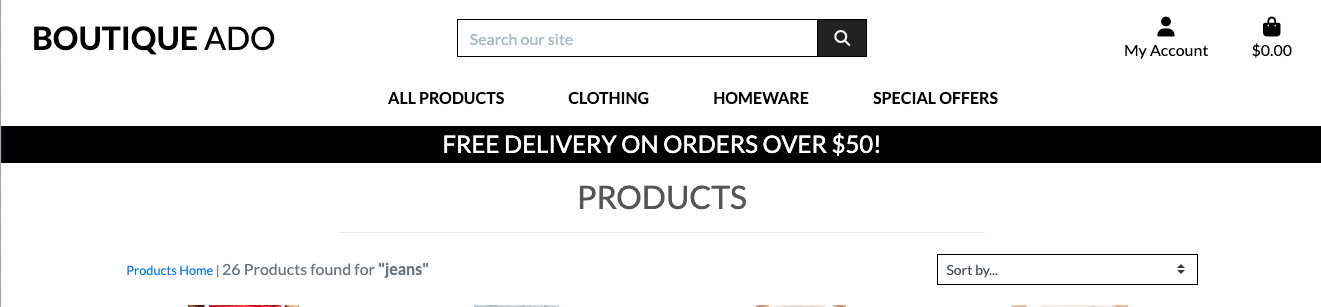 BOUTIQUE ADO
Search our site
My Account
$0.00
ALL PRODUCTS
CLOTHING
HOMEWARE
SPECIAL OFFERS
FREE DELIVERY ON ORDERS OVER $50!
PRODUCTS
Products Home | 26 Products found for "jeans"
Sort by...